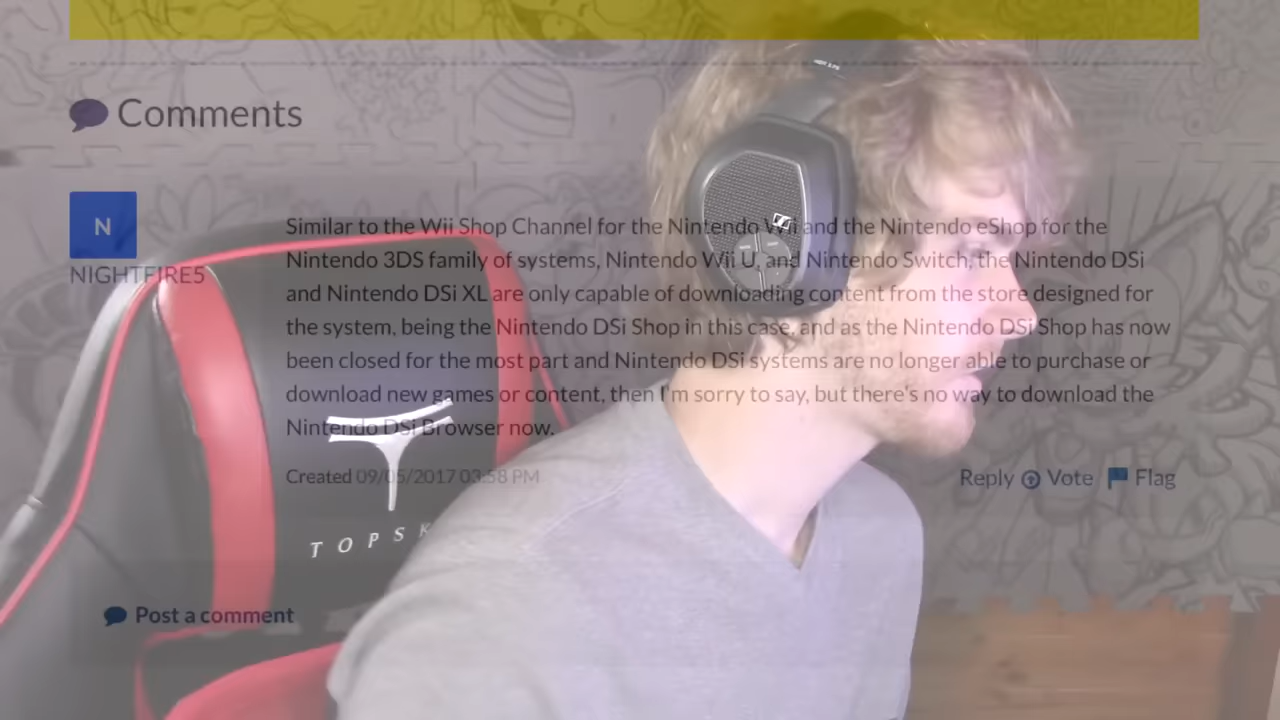 Comments
N
NIGHTFIRE5
Similar to the Wii Shop Channel for the Nintendo Wii and the Nintendo eShop for the
Nintendo 3DS family of systems, Nintendo Wii U, and Nintendo Switch, the Nintendo DSi
and Nintendo DSi XL are only capable of downloading content from the store designed for
the system, being the Nintendo DSi Shop in this case, and as the Nintendo DSi Shop has now
been closed for the most part and Nintendo DSi systems are no longer able to purchase or
download new games or content, then I'm sorry to say, but there's no way to download the
Nintendo DSi Browser now.
Created 09/05/2017 03:58 PM
Reply Vote Flag
TOPSK
Post a comment